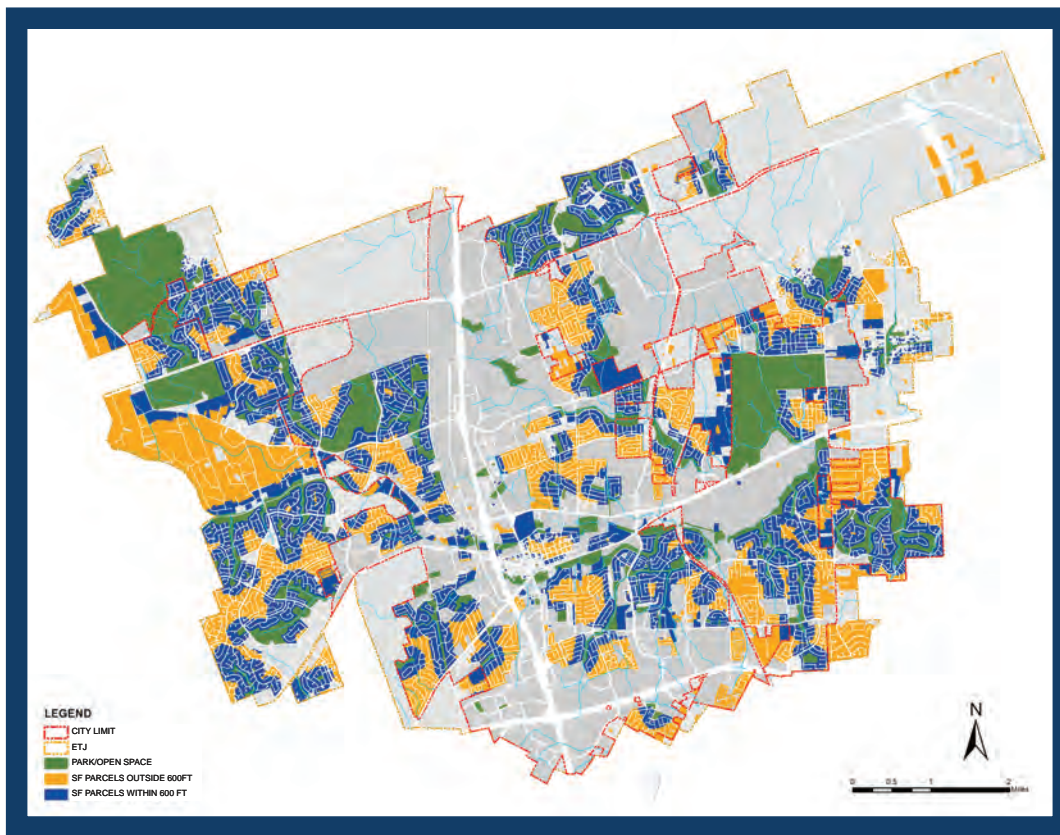 LEGEND
CITY LIMIT
ETJ
PARK/OPEN SPACE
SF PARCELS OUTSIDE 600FT
SF PARCELS WITHIN 600 FT
N
0 0.5 1 2
Miles